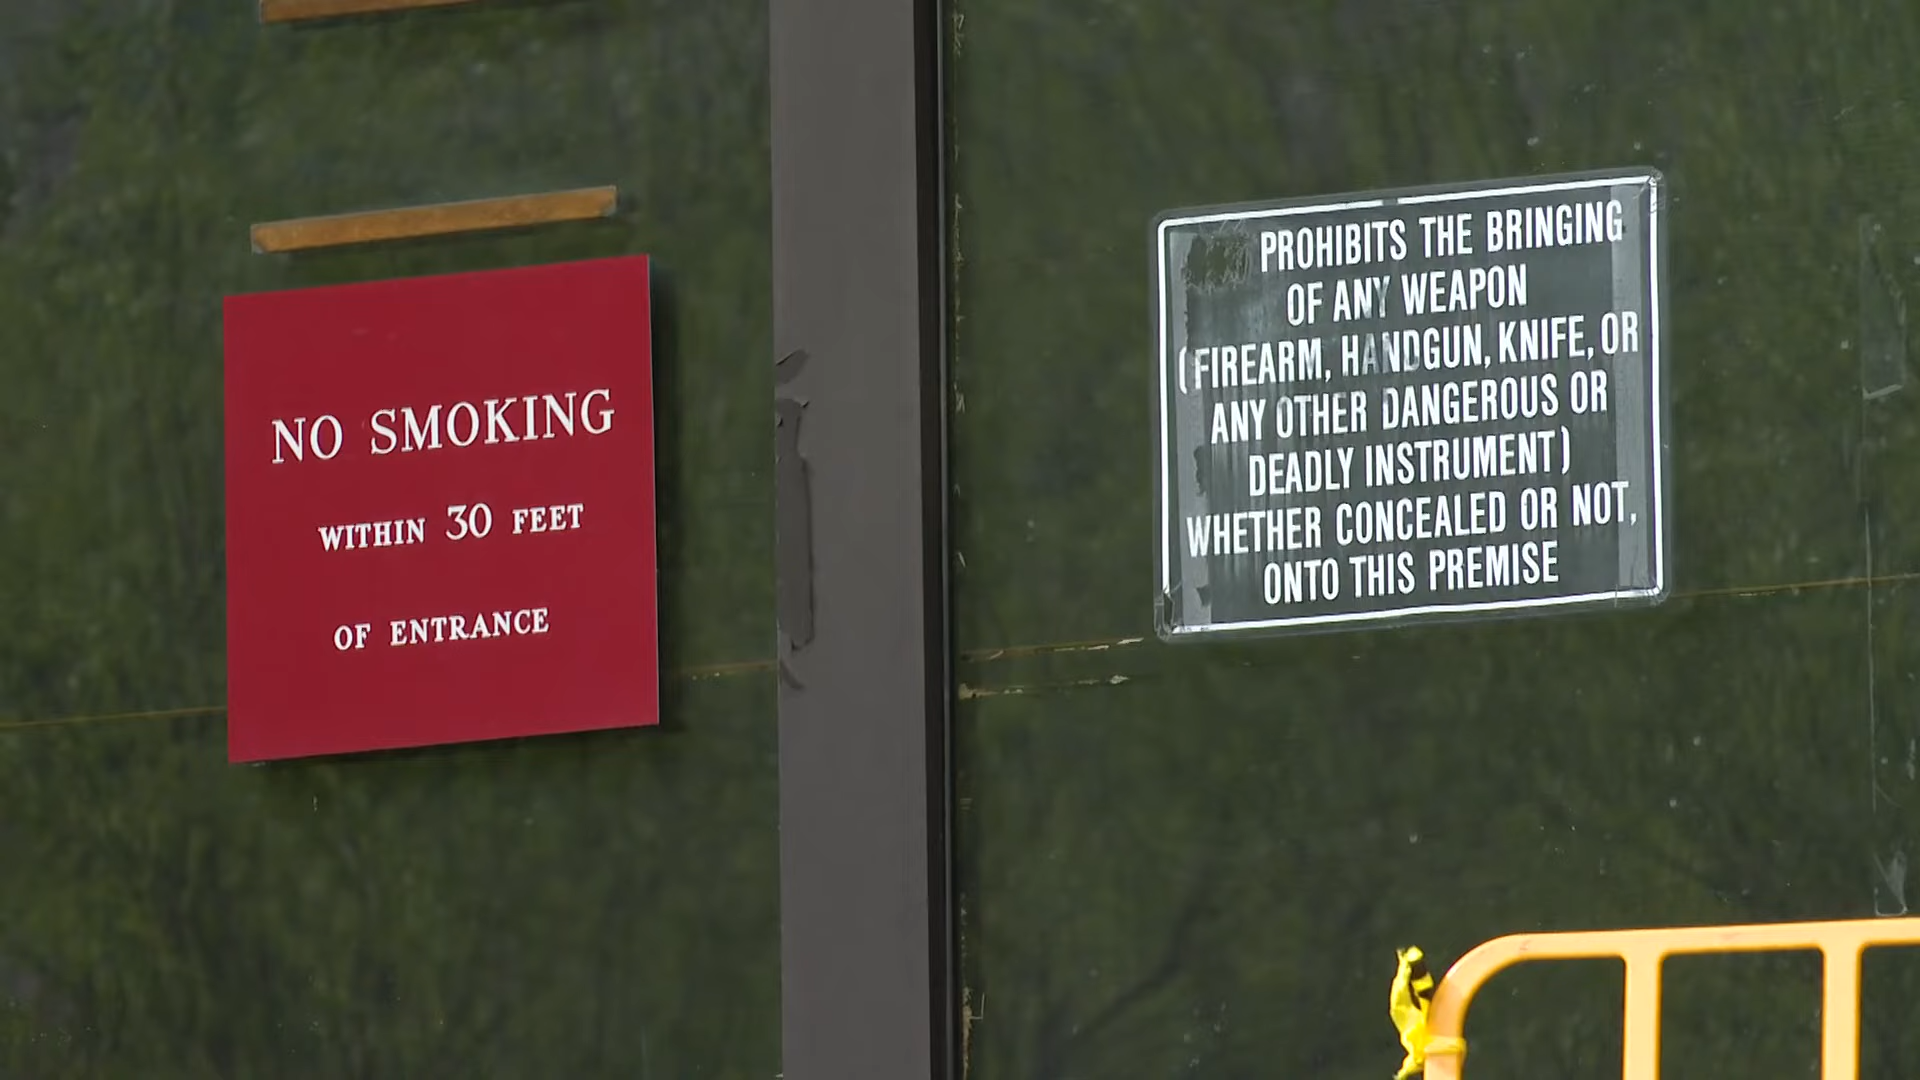 NO SMOKING
WITHIN 30 FEET
OF ENTRANCE
PROHIBITS THE BRINGING
OF ANY WEAPON
(FIREARM, HANDGUN, KNIFE, OR
ANY OTHER DANGEROUS OR
DEADLY INSTRUMENT)
WHETHER CONCEALED OR NOT,
ONTO THIS PREMISE